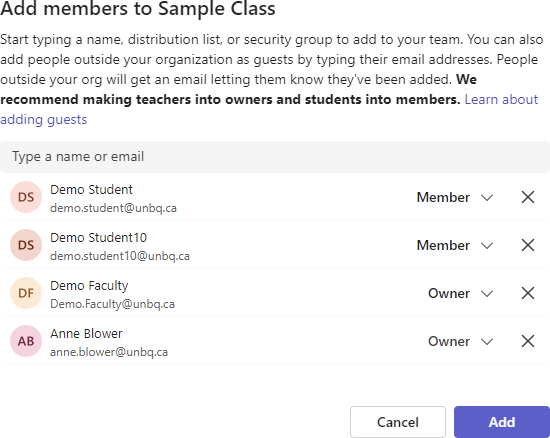 Add members to Sample Class
Start typing a name, distribution list, or security group to add to your team. You can also
add people outside your organization as guests by typing their email addresses. People
outside your org will get an email letting them know they've been added. We
recommend making teachers into owners and students into members. Learn about
adding guests
Type a name or email
DS Demo Student Member
demo.student@unbq.ca
DS Demo Student10 Member
demo.student10@unbq.ca
DF Demo Faculty Owner
Demo.Faculty@unbq.ca
AB Anne Blower Owner
anne.blower@unbq.ca
Cancel Add